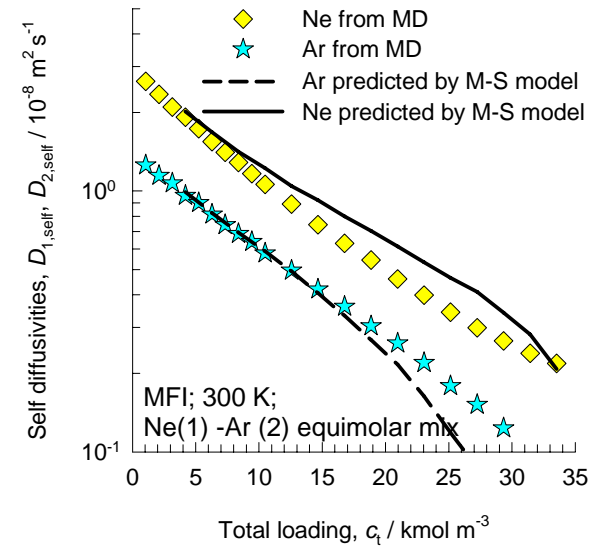 Ne from MD
Ar from MD
Ar predicted by M-S model
Ne predicted by M-S model
Self diffusivities, D1,self, D2,self / 10-8 m2 s-1
100
10-1
MFI; 300 K;
Ne(1) -Ar (2) equimolar mix
0 5 10 15 20 25 30 35
Total loading, ct / kmol m-3